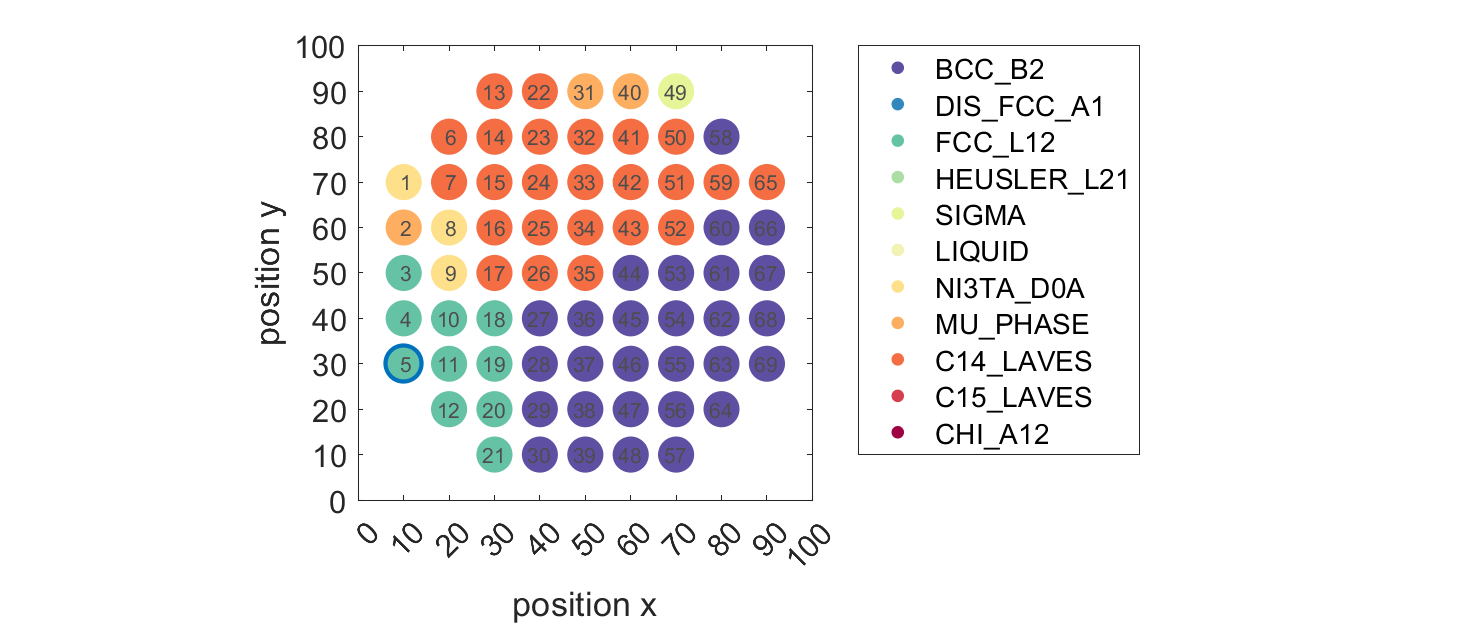 100
90
80
70
60
50
40
30
20
10
0
position y
13 22 31 40 49
6 14 23 32 41 50 58
1 7 15 24 33 42 51 59 65
2 8 16 25 34 43 52 60 66
3 9 17 26 35 44 53 61 67
4 10 18 27 36 45 54 62 68
5 11 19 28 37 46 55 63 69
12 20 29 38 47 56 64
21 30 39 48 57
0 10 20 30 40 50 60 70 80 90 100
position x
BCC_B2
DIS_FCC_A1
FCC_L12
HEUSLER_L21
SIGMA
LIQUID
NI3TA_D0A
MU_PHASE
C14_LAVES
C15_LAVES
CHI_A12